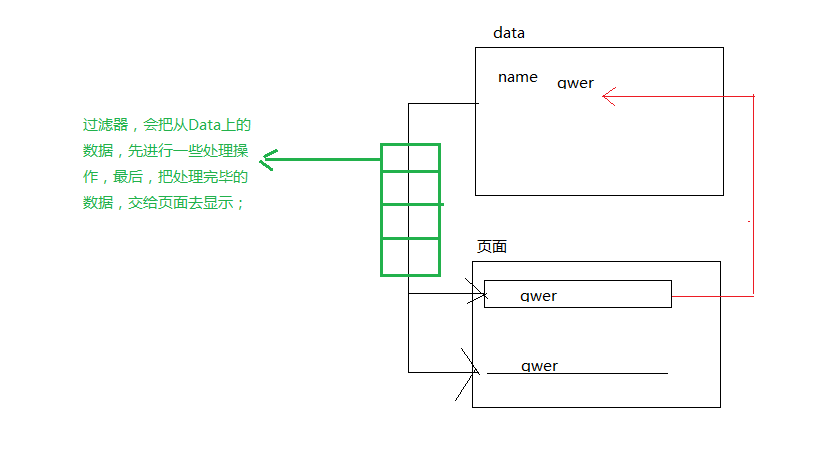 data
name qwer
过滤器，会把从Data上的
数据，先进行一些处理操
作，最后，把处理完毕的
数据，交给页面去显示；
页面
qwer
qwer